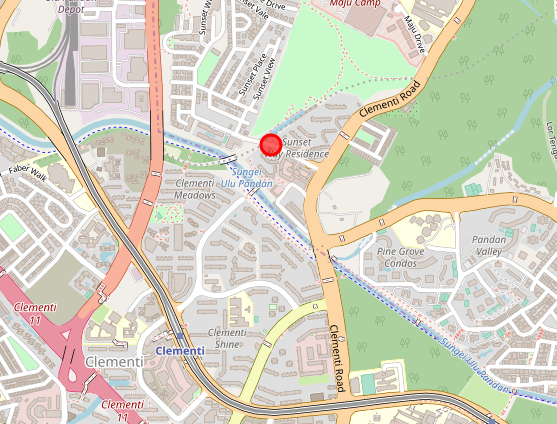 Depot
Sunset W
Drive
Sunset Vale
Maju Camp
Maju Drive
Sunset Place
Sunset View
Clementi Road
Sunset
Residence
Faber Walk
Clementi
Meadows
Sungei
Ulu Pandan
Pine Grove
Condos
Pandan
Valley
Clementi
11
Clementi
Clementi
Shine
Clementi
Clementi Road
Sungei Ulu Pandan
Clementi
11